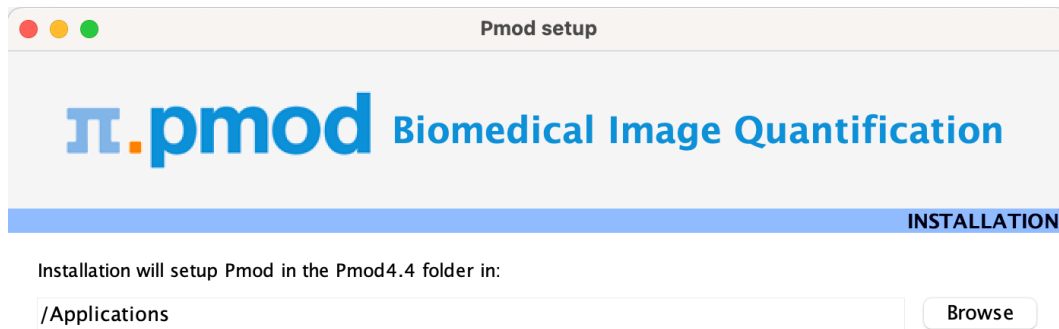 Pmod setup
π.pmod Biomedical Image Quantification
INSTALLATION
Installation will setup Pmod in the Pmod4.4 folder in:
/Applications Browse